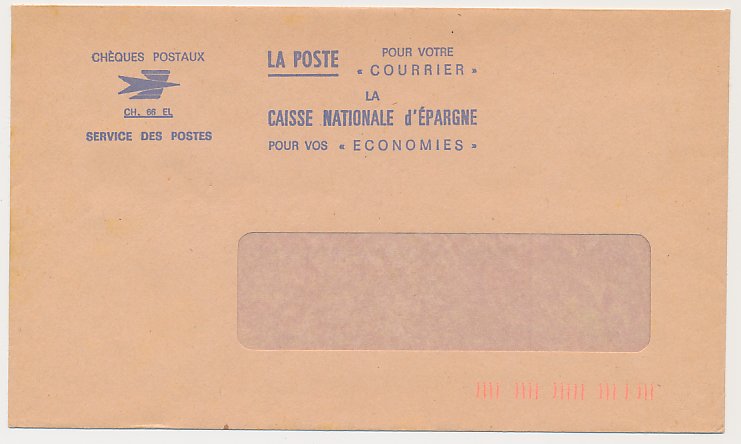 CHÈQUES POSTAUX
CH. 66 EL
SERVICE DES POSTES
LA POSTE POUR VOTRE
« COURRIER »
LA
CAISSE NATIONALE d'ÉPARGNE
POUR VOS « ECONOMIES »